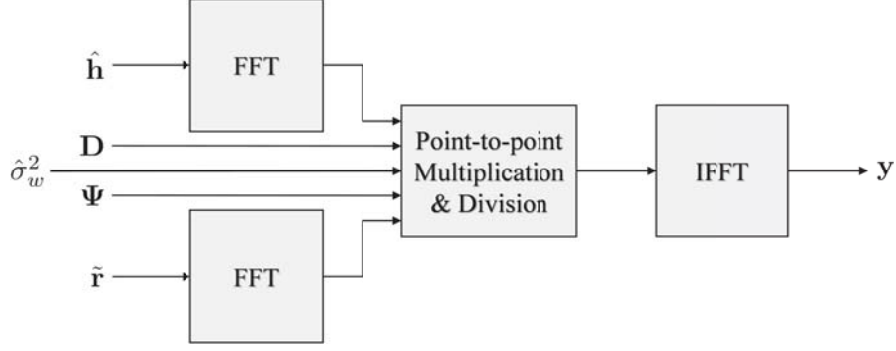 ĥ
FFT
D
σ̂²_w
Ψ
Point-to-point
Multiplication
& Division
IFFT
y
r̃
FFT